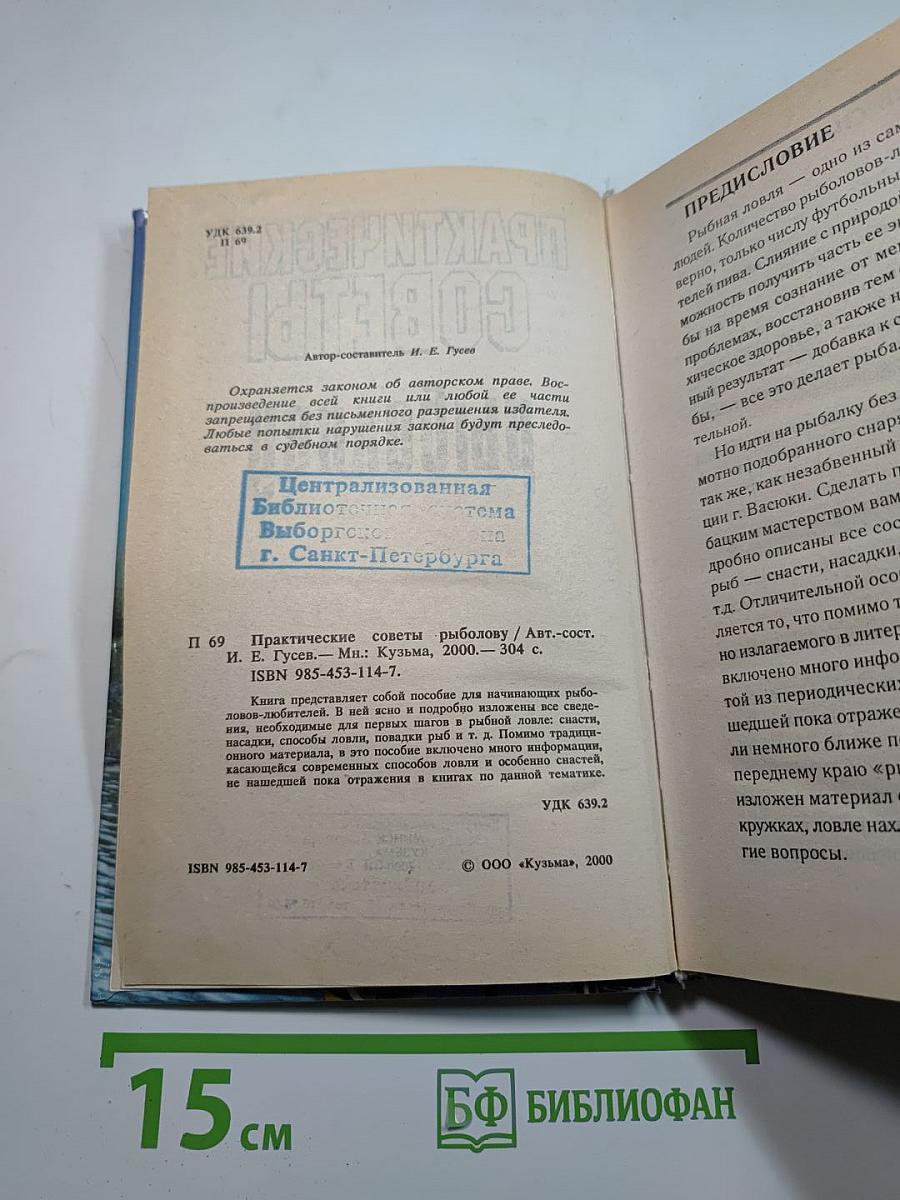 УДК 639.2
П 69
ПРАКТИЧЕСКИЕ
СОВЕТЫ
Автор-составитель И. Е. Гусев
Охраняется законом об авторском праве. Вос-
произведение всей книги или любой ее части
запрещается без письменного разрешения издателя.
Любые попытки нарушения закона будут преследо-
ваться в судебном порядке.
Централизованная
Библиотечная система
Выборгско
г. Санкт-Петербурга
П 69 Практические советы рыболову / Авт.-сост.
И. Е. Гусев.— Мн.: Кузьма, 2000.— 304 с.
ISBN 985-453-114-7.
Книга представляет собой пособие для начинающих рыбо-
ловов-любителей. В ней ясно и подробно изложены все сведе-
ния, необходимые для первых шагов в рыбной ловле: снасти,
насадки, способы ловли, повадки рыб и т. д. Помимо традици-
онного материала, в это пособие включено много информации,
касающейся современных способов ловли и особенно снастей,
не нашедшей пока отражения в книгах по данной тематике.
УДК 639.2
ISBN 985-453-114-7
© ООО «Кузьма», 2000
ПРЕДИСЛОВИЕ
Рыбная ловля — одно из сам
людей. Количество рыболовов-л
верно, только числу футбольны
телей пива. Слияние с природой
можность получить часть ее эн
бы на время сознание от ме
проблемах, восстановив тем
хическое здоровье, а также н
ный результат — добавка к с
бы, — все это делает рыба
тельной.
Но идти на рыбалку без
мотно подобранного снаря
так же, как незабвенный
ции г. Васюки. Сделать п
бацким мастерством вам
дробно описаны все сос
рыб — снасти, насадки,
т.д. Отличительной особ
ляется то, что помимо т
но излагаемого в литер
включено много инфо
той из периодических
шедшей пока отраже
ли немного ближе по
переднему краю «ры
изложен материал о
кружках, ловле нахл
гие вопросы.
15 см
БФ БИБЛИОФАН